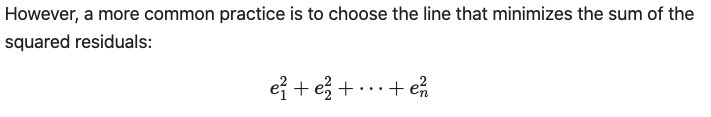 However, a more common practice is to choose the line that minimizes the sum of the
squared residuals:
e₁² + e₂² + ⋯ + eₙ²